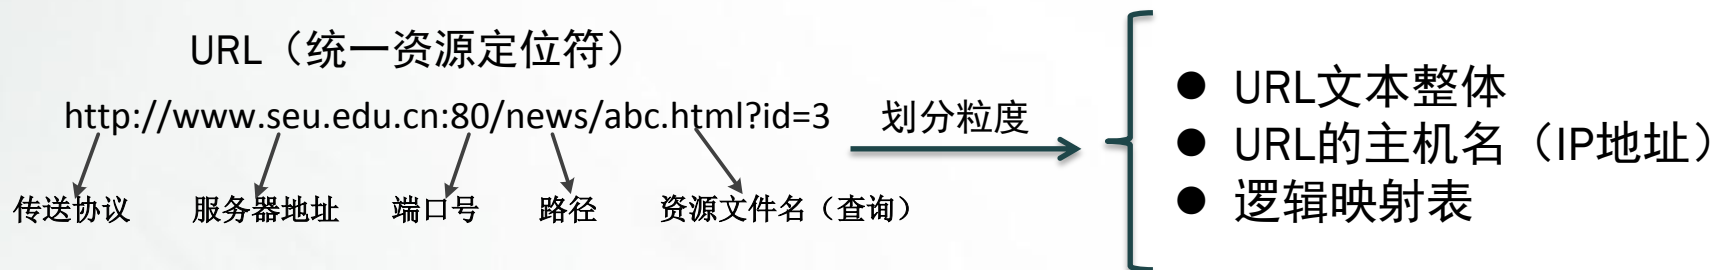 URL（统一资源定位符）
http://www.seu.edu.cn:80/news/abc.html?id=3
传送协议 服务器地址 端口号 路径 资源文件名（查询）
划分粒度
● URL文本整体
● URL的主机名（IP地址）
● 逻辑映射表